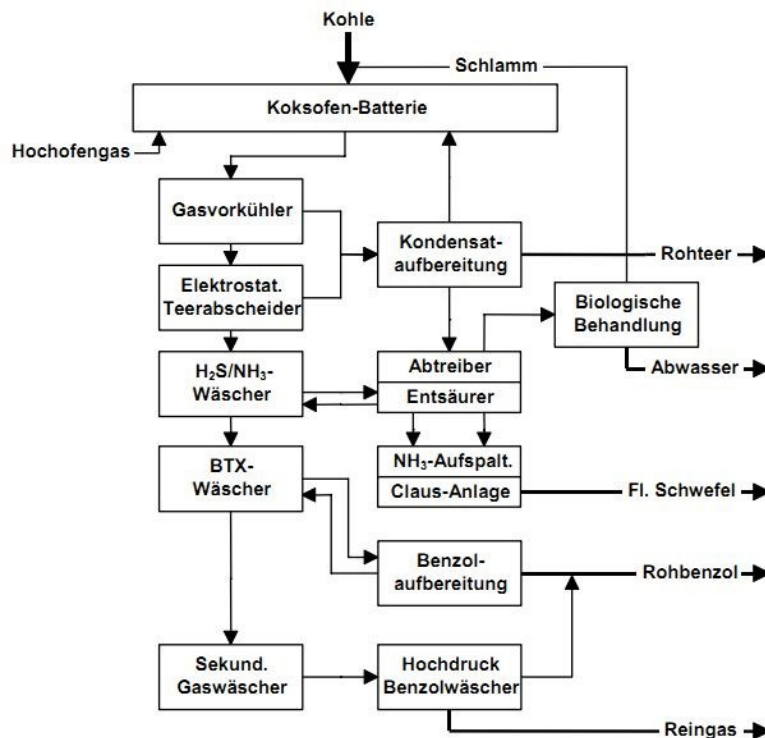 Kohle
Schlamm
Koksofen-Batterie
Hochofengas
Gasvorkühler
Kondensat-
aufbereitung
Rohteer
Elektrostat.
Teerabscheider
Biologische
Behandlung
H₂S/NH₃-
Wäscher
Abtreiber
Entsäurer
Abwasser
BTX-
Wäscher
NH₃-Aufspalt.
Claus-Anlage
Fl. Schwefel
Benzol-
aufbereitung
Rohbenzol
Sekund.
Gaswäscher
Hochdruck
Benzolwäscher
Reingas